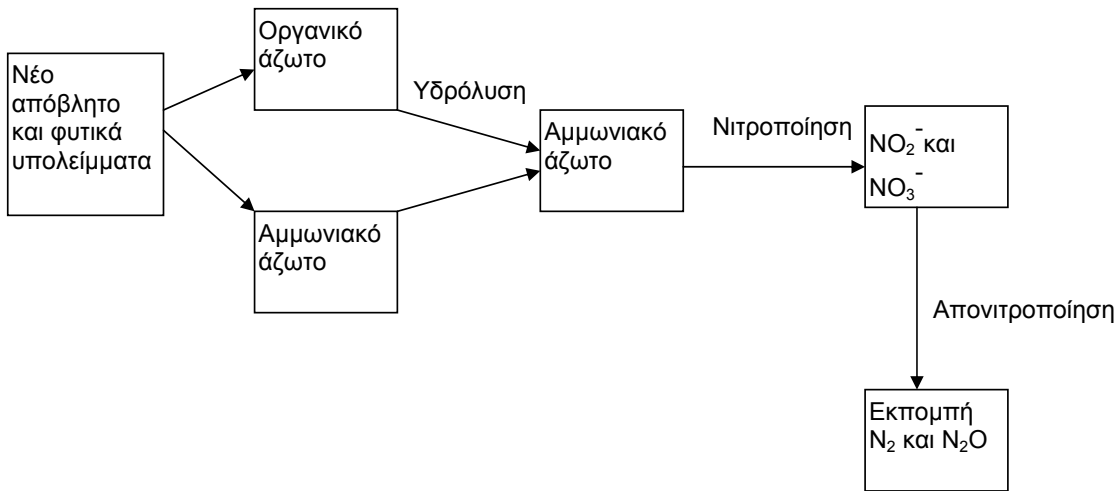 Νέο
απόβλητο
και φυτικά
υπολείμματα
Οργανικό
άζωτο
Αμμωνιακό
άζωτο
Υδρόλυση
Αμμωνιακό
άζωτο
Νιτροποίηση
NO₂⁻ και
NO₃⁻
Απονιτροποίηση
Εκπομπή
N₂ και N₂O